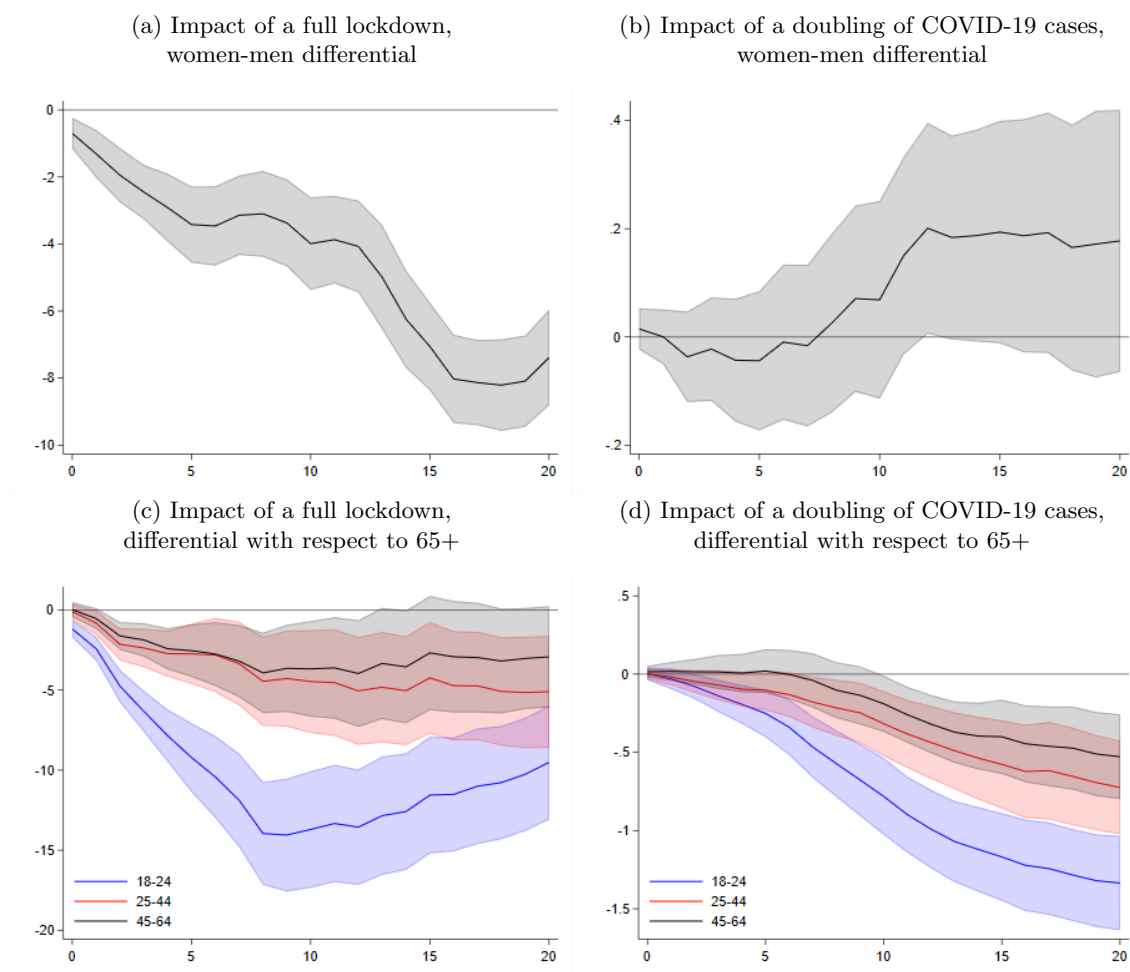 (a) Impact of a full lockdown,
women-men differential
0
-2
-4
-6
-8
-10
0 5 10 15 20
(b) Impact of a doubling of COVID-19 cases,
women-men differential
.4
.2
0
-.2
0 5 10 15 20
(c) Impact of a full lockdown,
differential with respect to 65+
0
-5
-10
-15
-20
18-24
25-44
45-64
0 5 10 15 20
(d) Impact of a doubling of COVID-19 cases,
differential with respect to 65+
.5
0
-.5
-1
-1.5
18-24
25-44
45-64
0 5 10 15 20